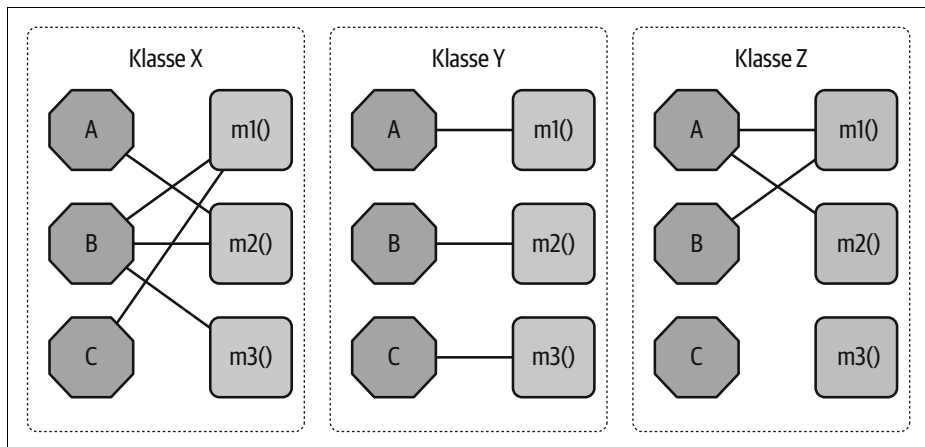 Klasse X
A
m1()
B
m2()
C
m3()
Klasse Y
A
m1()
B
m2()
C
m3()
Klasse Z
A
m1()
B
m2()
C
m3()